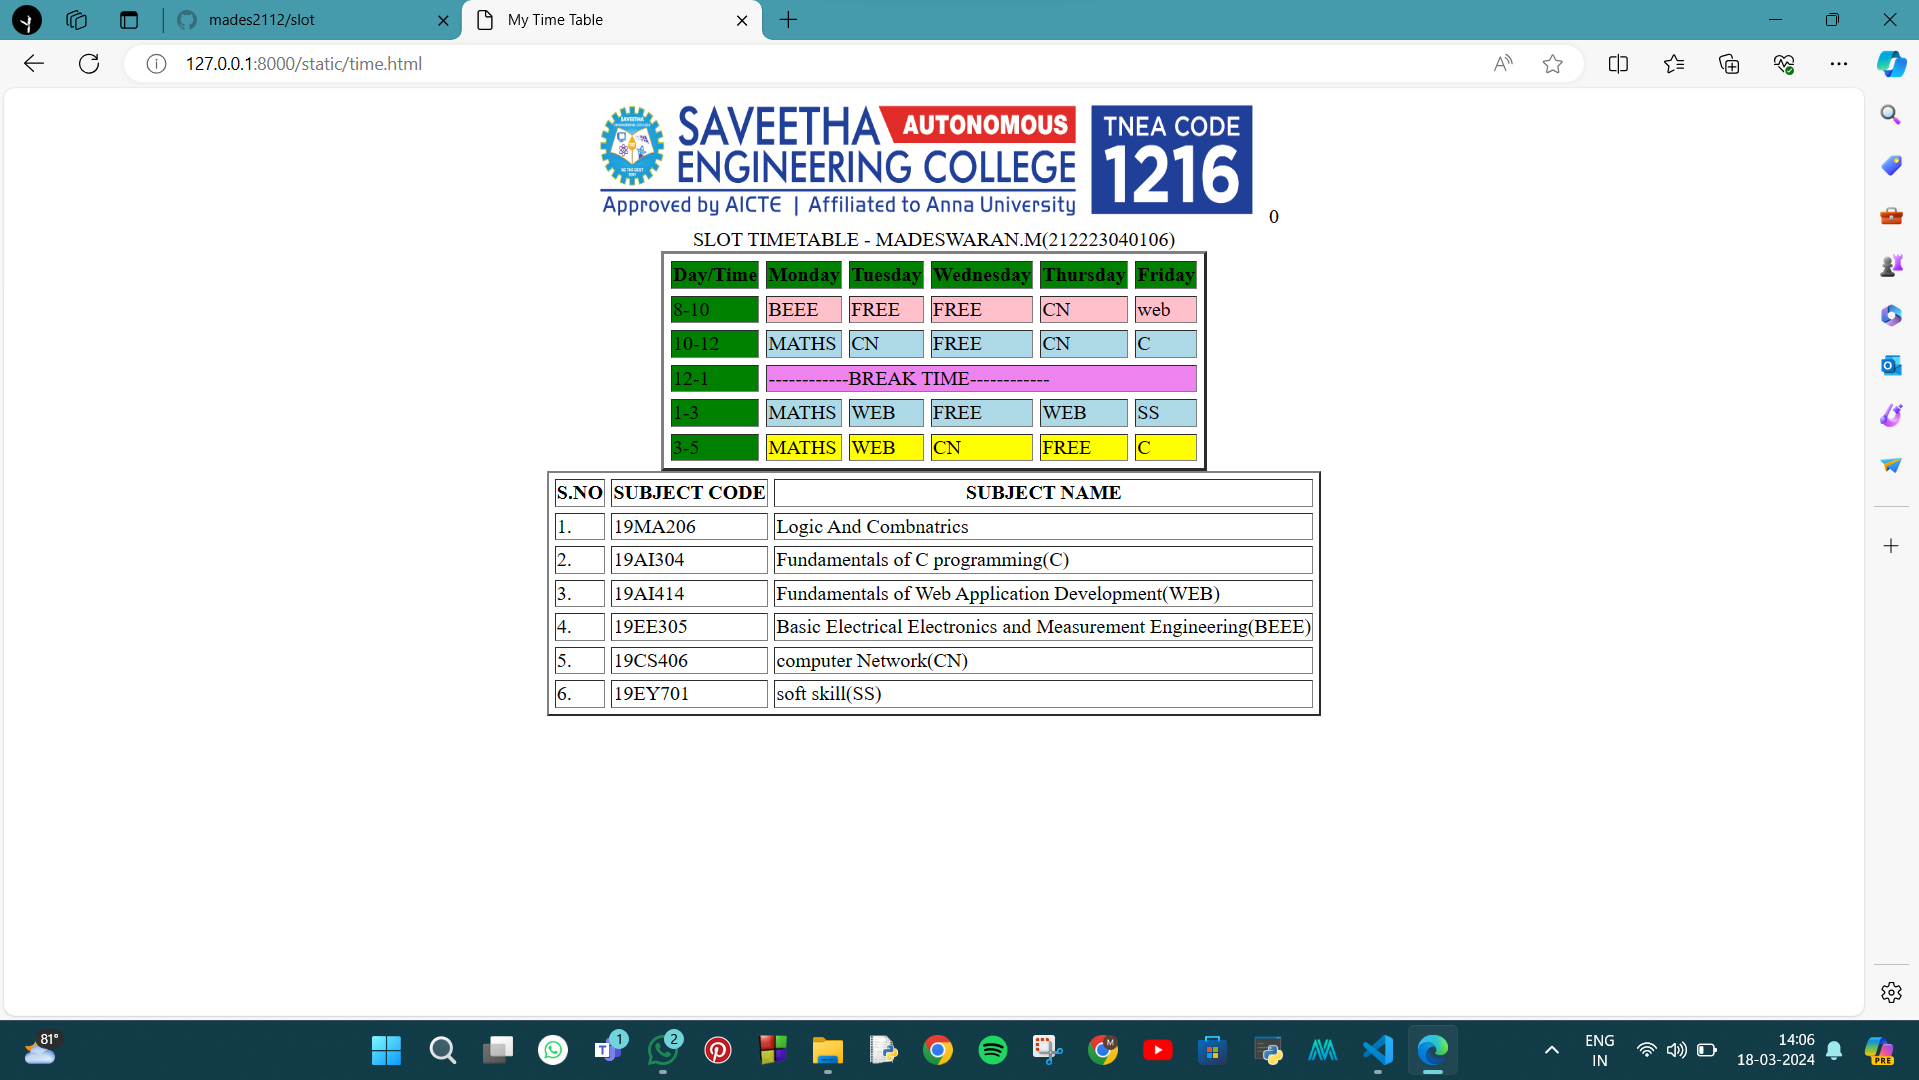 mades2112/slot
My Time Table
127.0.0.1:8000/static/time.html
SAVEETHA AUTONOMOUS
ENGINEERING COLLEGE
Approved by AICTE | Affiliated to Anna University
TNEA CODE
1216
0
SLOT TIMETABLE - MADESWARAN.M(212223040106)
Day/Time Monday Tuesday Wednesday Thursday Friday
8-10 BEEE FREE FREE CN web
10-12 MATHS CN FREE CN C
12-1 ------------BREAK TIME------------
1-3 MATHS WEB FREE WEB SS
3-5 MATHS WEB CN FREE C
S.NO SUBJECT CODE SUBJECT NAME
1. 19MA206 Logic And Combnatrics
2. 19AI304 Fundamentals of C programming(C)
3. 19AI414 Fundamentals of Web Application Development(WEB)
4. 19EE305 Basic Electrical Electronics and Measurement Engineering(BEEE)
5. 19CS406 computer Network(CN)
6. 19EY701 soft skill(SS)
81°
1
2
M
ENG
IN
14:06
18-03-2024
PRE